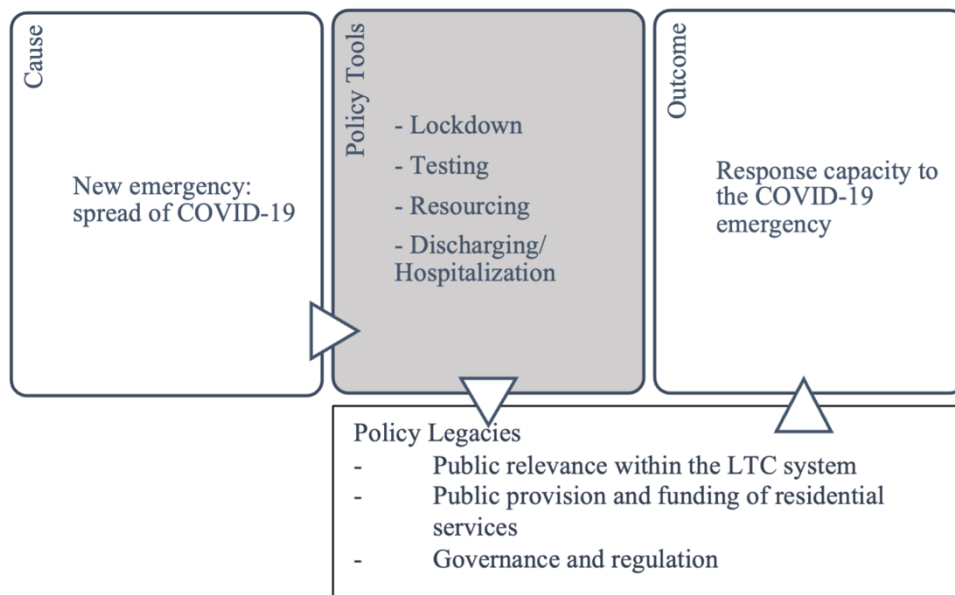 Cause
New emergency:
spread of COVID-19
Policy Tools
- Lockdown
- Testing
- Resourcing
- Discharging/
Hospitalization
Outcome
Response capacity to
the COVID-19
emergency
Policy Legacies
- Public relevance within the LTC system
- Public provision and funding of residential
services
- Governance and regulation